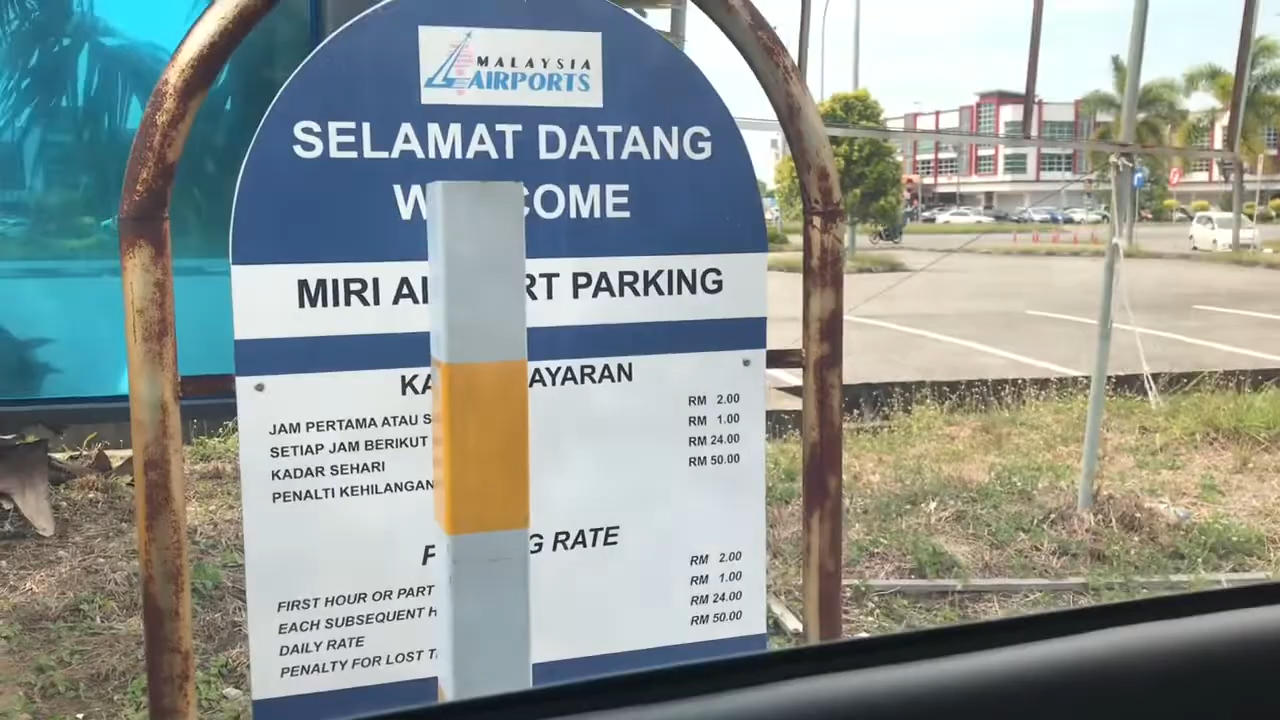 MALAYSIA
AIRPORTS
SELAMAT DATANG
W COME
MIRI AI RT PARKING
KA AYARAN
JAM PERTAMA ATAU S RM 2.00
SETIAP JAM BERIKUT RM 1.00
KADAR SEHARI RM 24.00
PENALTI KEHILANGAN RM 50.00
P G RATE
FIRST HOUR OR PART RM 2.00
EACH SUBSEQUENT H RM 1.00
DAILY RATE RM 24.00
PENALTY FOR LOST T RM 50.00